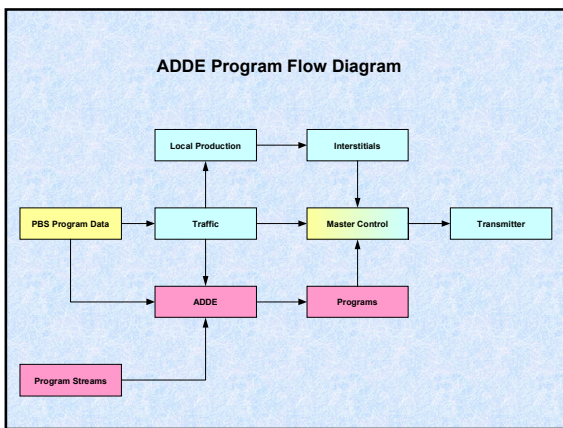 ADDE Program Flow Diagram
Local Production
Interstitials
PBS Program Data
Traffic
Master Control
Transmitter
ADDE
Programs
Program Streams